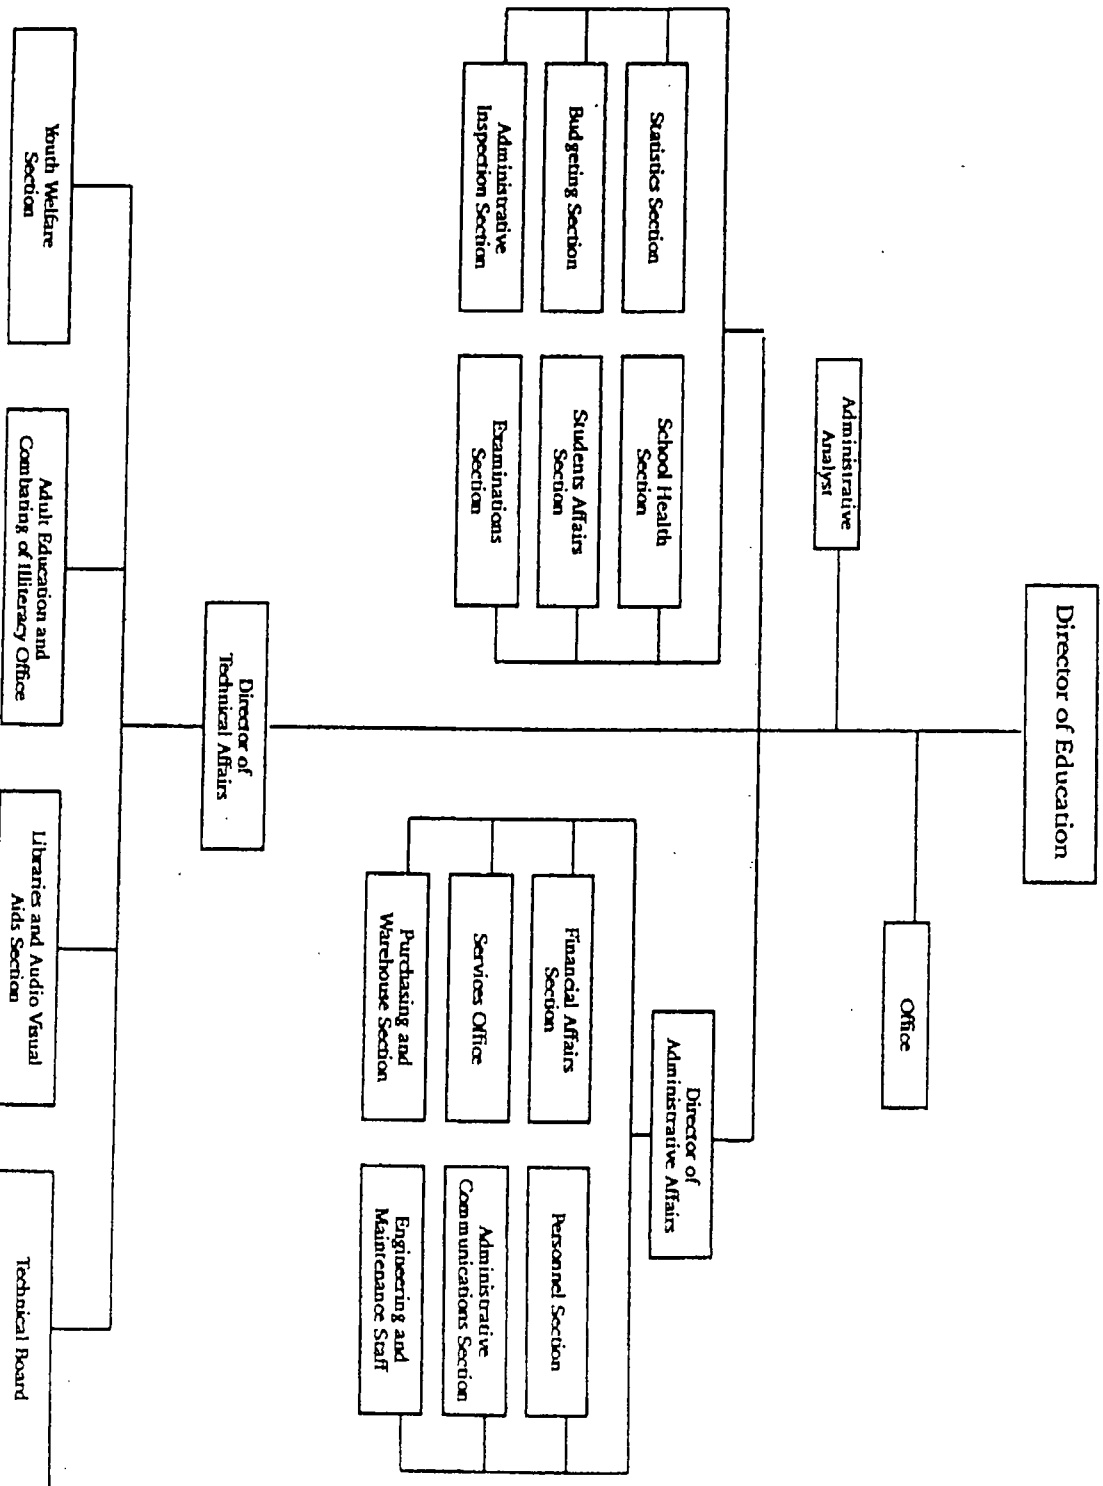 Director of Education
Office
Administrative
Analyst
Director of
Administrative Affairs
Statistics Section
School Health
Section
Financial Affairs
Section
Personnel Section
Budgeting Section
Students Affairs
Section
Services Office
Administrative
Communications Section
Administrative
Inspection Section
Examinations
Section
Purchasing and
Warehouse Section
Engineering and
Maintenance Staff
Director of
Technical Affairs
Youth Welfare
Section
Adult Education and
Combating of Illiteracy Office
Libraries and Audio Visual
Aids Section
Technical Board